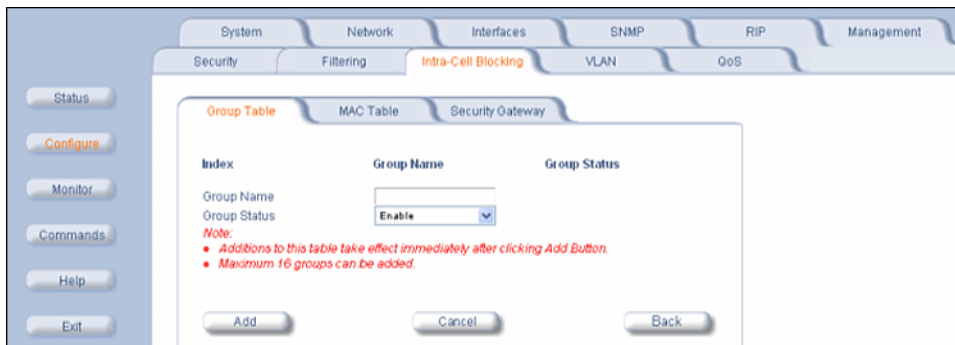 System Network Interfaces SNMP RIP Management
Security Filtering Intra-Cell Blocking VLAN QoS
Status
Configure
Monitor
Commands
Help
Exit
Group Table MAC Table Security Gateway
Index Group Name Group Status
Group Name
Group Status Enable
Note:
• Additions to this table take effect immediately after clicking Add Button.
• Maximum 16 groups can be added.
Add Cancel Back